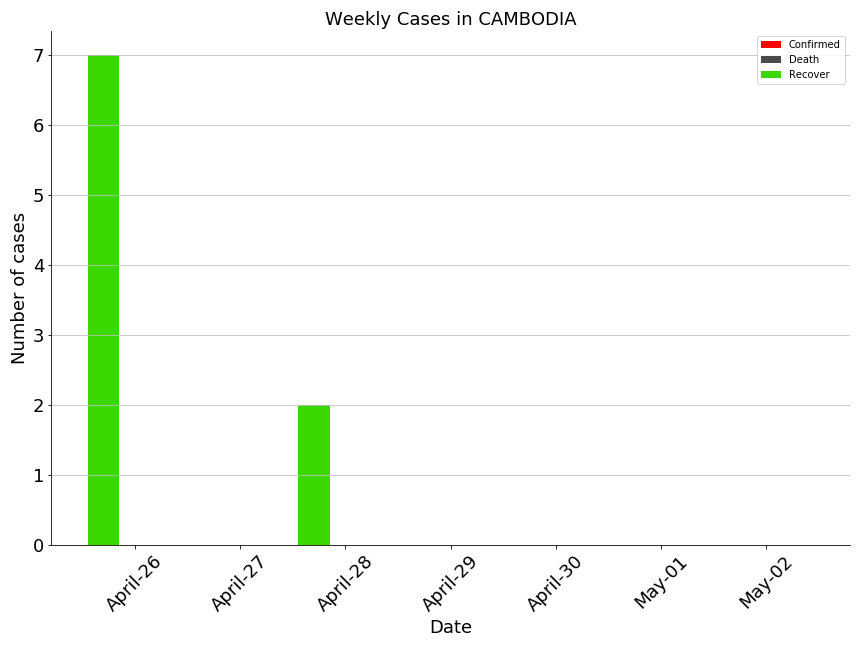 Weekly Cases in CAMBODIA
Confirmed
Death
Recover
Number of cases
7
6
5
4
3
2
1
0
April-26
April-27
April-28
April-29
April-30
May-01
May-02
Date